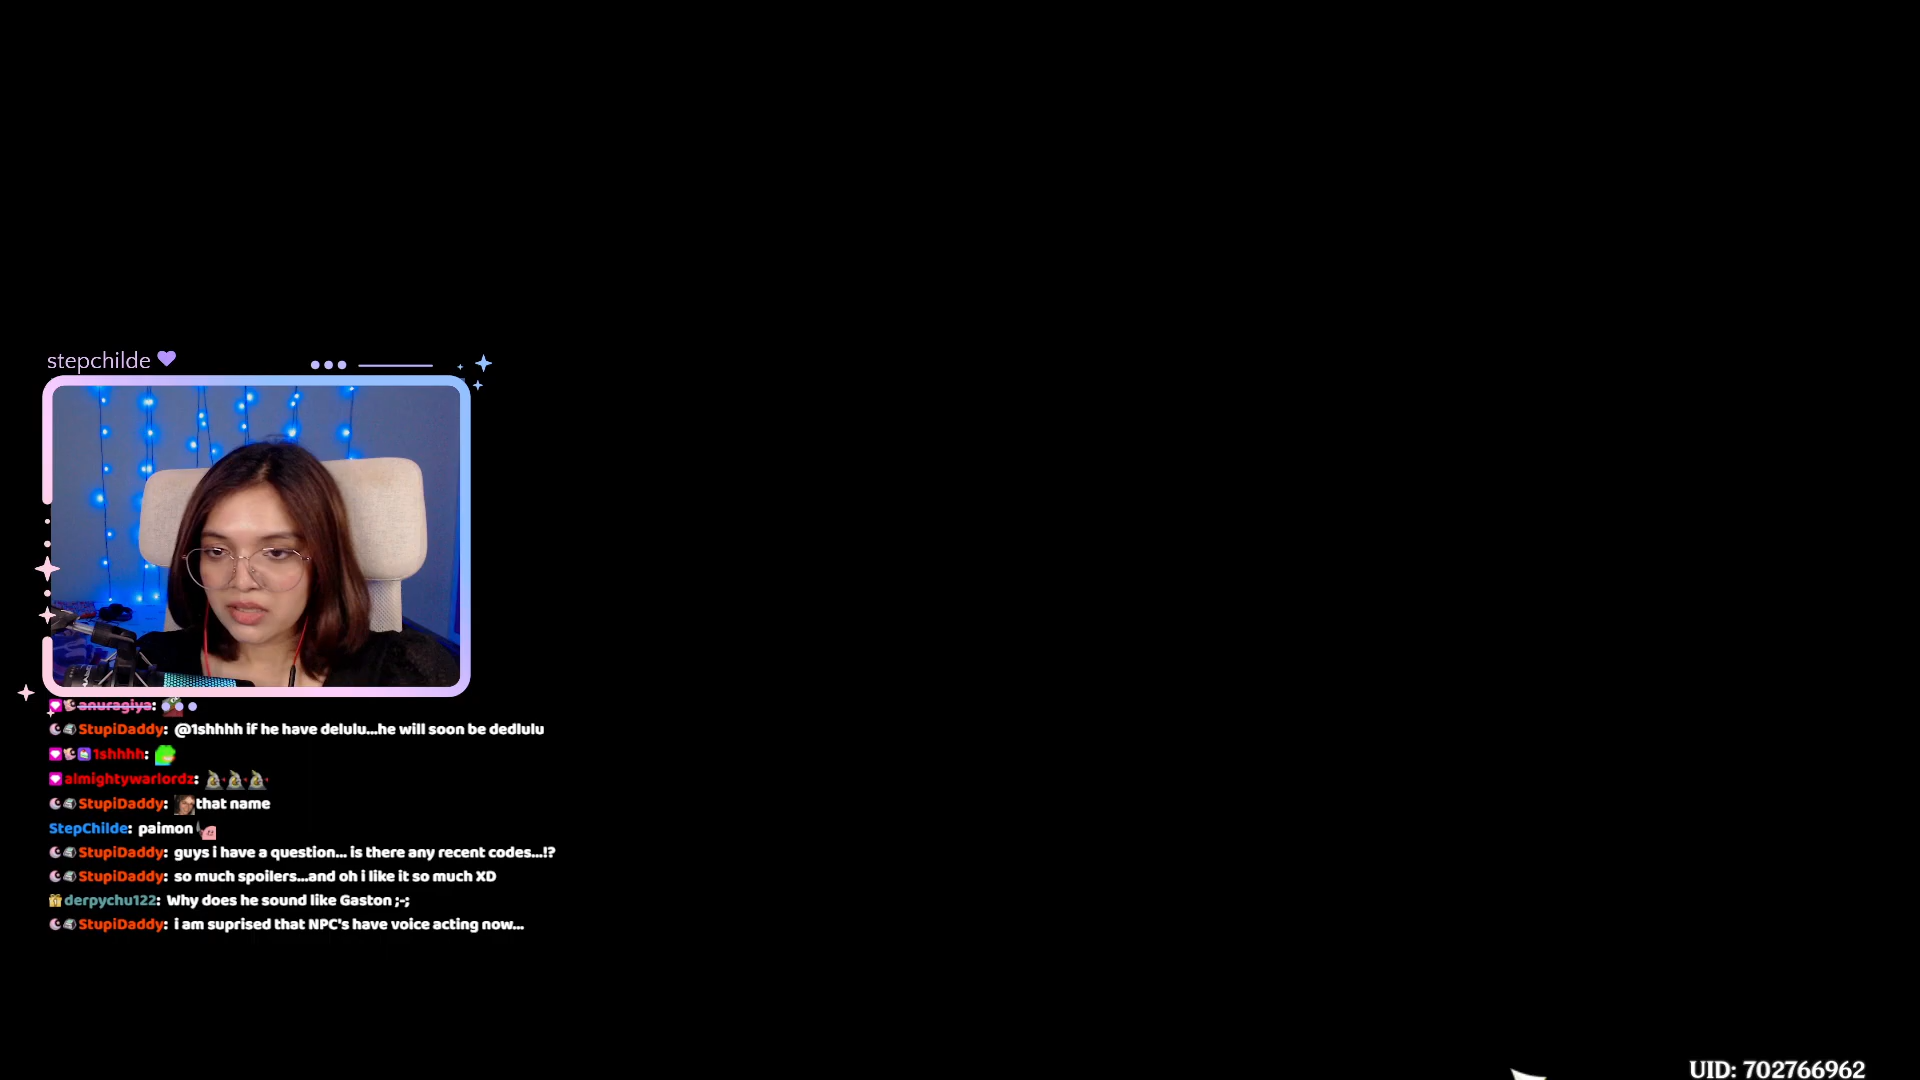 stepchilde
anuragiya:
StupiDaddy: @1shhhh if he have delulu...he will soon be dedlulu
1shhhh:
almightywarlordz:
StupiDaddy: that name
StepChilde: paimon
StupiDaddy: guys i have a question... is there any recent codes...!?
StupiDaddy: so much spoilers...and oh i like it so much XD
derpychu122: Why does he sound like Gaston ;-;
StupiDaddy: i am suprised that NPC's have voice acting now...
UID: 702766962